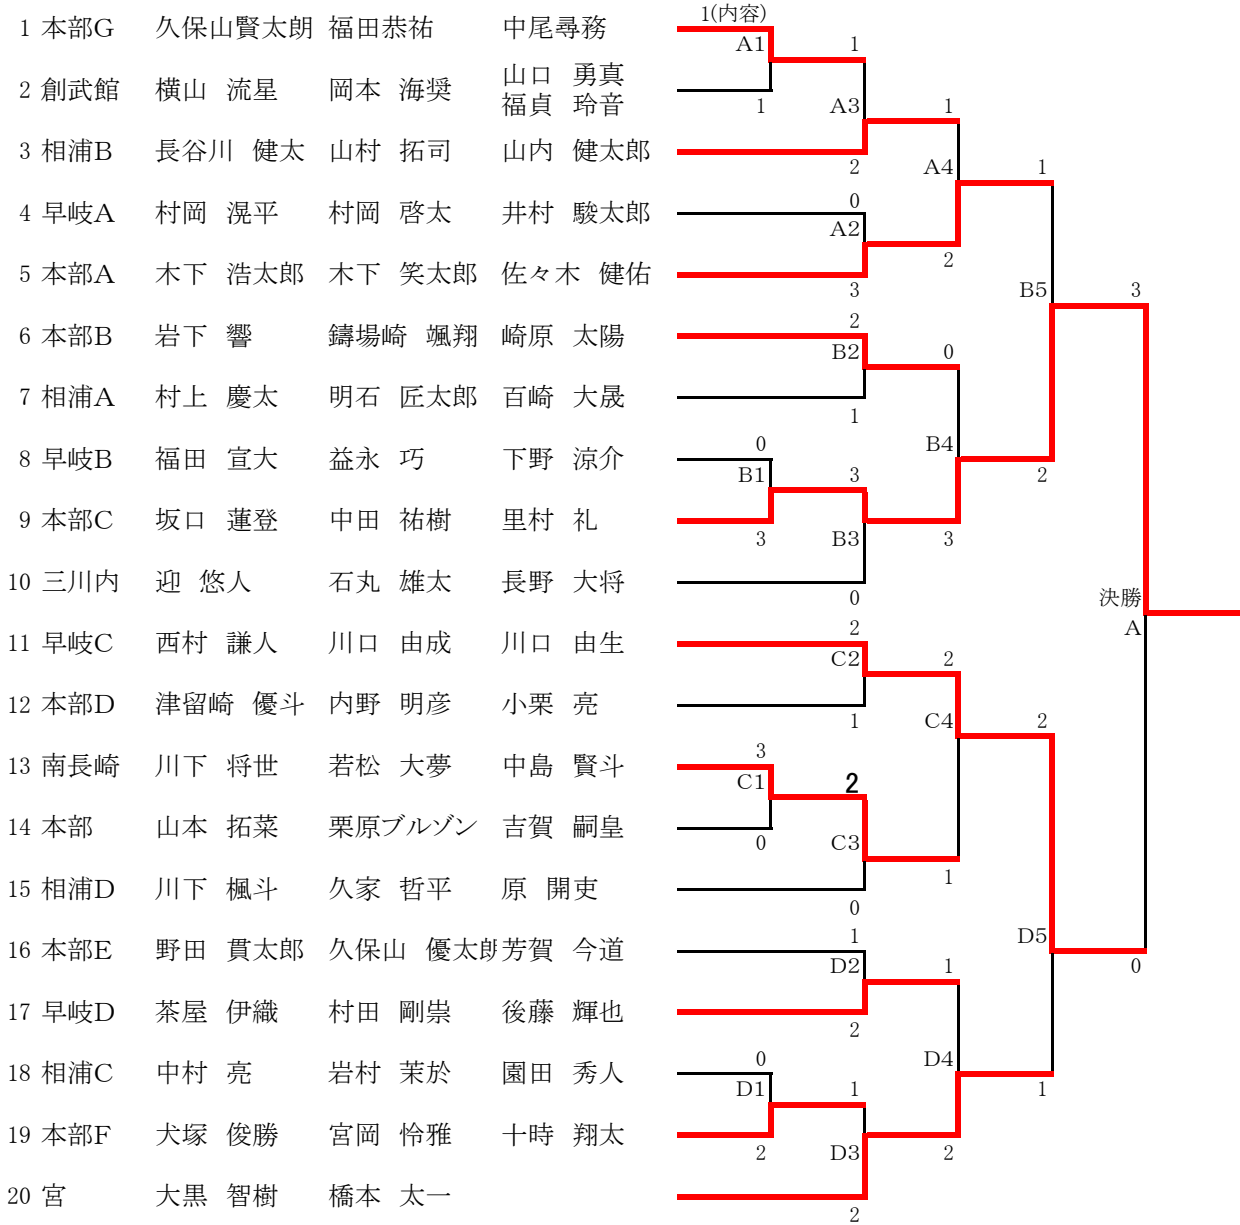 1 本部G 久保山賢太朗 福田恭祐 中尾尋務 1(内容)
A1 1
2 創武館 横山 流星 岡本 海奨 山口 勇真
福貞 玲音
1 A3 1
3 相浦B 長谷川 健太 山村 拓司 山内 健太郎
2 A4 1
4 早岐A 村岡 滉平 村岡 啓太 井村 駿太郎 0
A2
5 本部A 木下 浩太郎 木下 笑太郎 佐々木 健佑 2
3 B5 3
6 本部B 岩下 響 鑄場崎 颯翔 崎原 太陽 2
B2 0
7 相浦A 村上 慶太 明石 匠太郎 百崎 大晟
1
8 早岐B 福田 宣大 益永 巧 下野 涼介 0 B4
B1 3 2
9 本部C 坂口 蓮登 中田 祐樹 里村 礼
3 B3 3
10 三川内 迎 悠人 石丸 雄太 長野 大将
0 決勝
11 早岐C 西村 謙人 川口 由成 川口 由生 2 A
C2 2
12 本部D 津留崎 優斗 内野 明彦 小栗 亮
1 C4 2
13 南長崎 川下 将世 若松 大夢 中島 賢斗 3
C1 2
14 本部 山本 拓菜 栗原ブルゾン 吉賀 嗣皇
0 C3
15 相浦D 川下 楓斗 久家 哲平 原 開吏 1
0
16 本部E 野田 貫太郎 久保山 優太郎 芳賀 今道 1 D5
D2 1 0
17 早岐D 茶屋 伊織 村田 剛崇 後藤 輝也
2
18 相浦C 中村 亮 岩村 茉於 園田 秀人 0 D4
D1 1 1
19 本部F 犬塚 俊勝 宮岡 怜雅 十時 翔太
2 D3 2
20 宮 大黒 智樹 橋本 太一
2